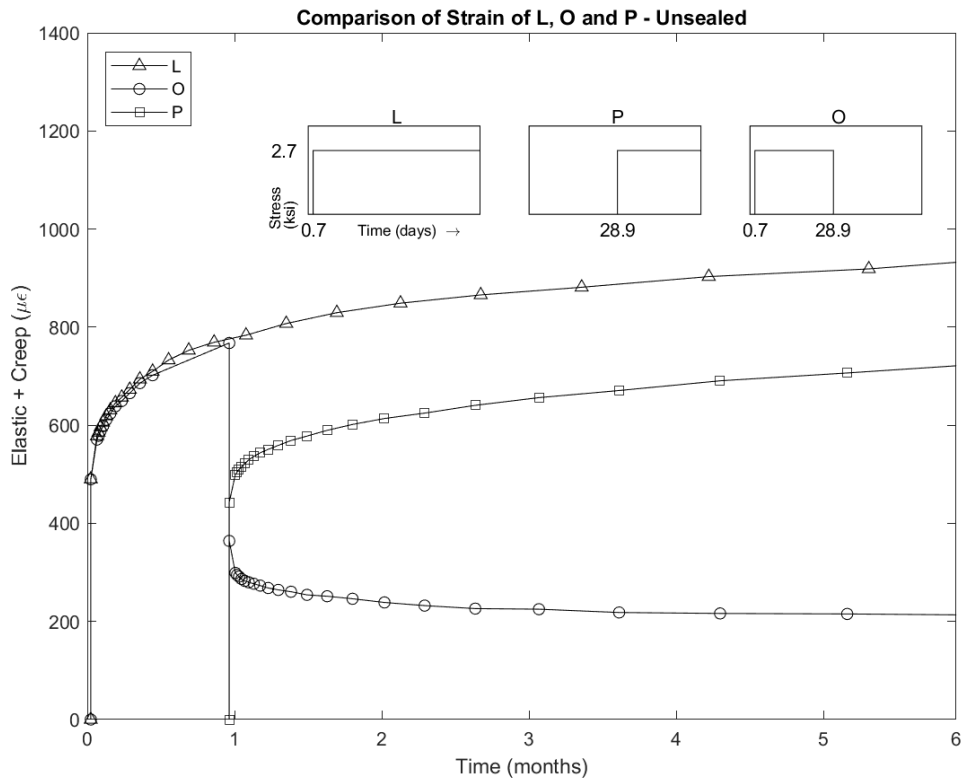 Comparison of Strain of L, O and P - Unsealed
1400
1200
1000
800
600
400
200
0
Elastic + Creep (με)
L
O
P
L
P
O
2.7
Stress
(ksi)
0.7
Time (days) →
28.9
0.7
28.9
0
1
2
3
4
5
6
Time (months)